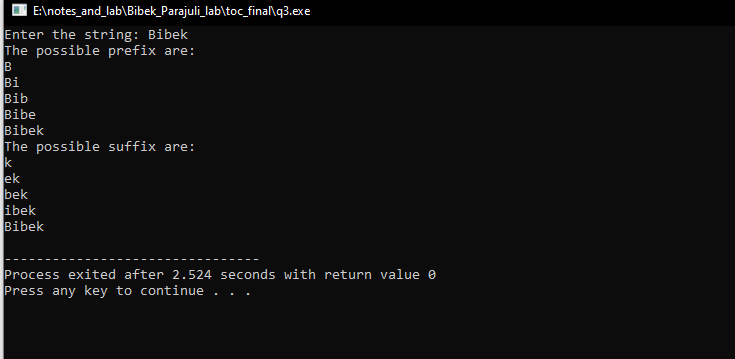 E:\notes_and_lab\Bibek_Parajuli_lab\toc_final\q3.exe
Enter the string: Bibek
The possible prefix are:
B
Bi
Bib
Bibe
Bibek
The possible suffix are:
k
ek
bek
ibek
Bibek
--------------------------------
Process exited after 2.524 seconds with return value 0
Press any key to continue . . .